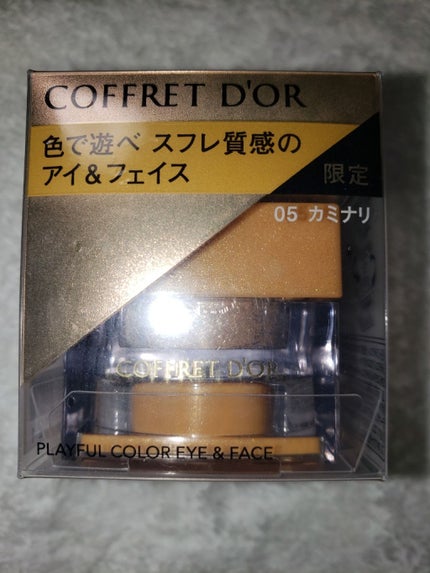 COFFRET D'OR
色で遊べ スフレ質感の
アイ&フェイス
限定
05 カミナリ
COFFRET D'OR
PLAYFUL COLOR EYE & FACE